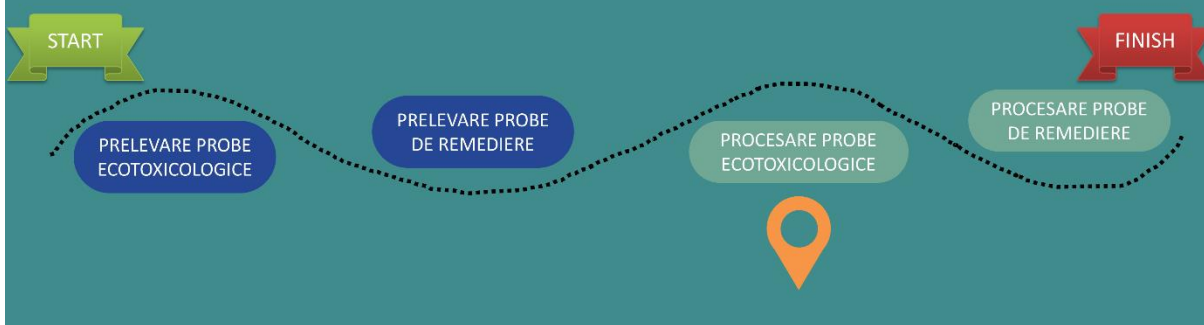 START
FINISH
PRELEVARE PROBE
ECOTOXICOLOGICE
PRELEVARE PROBE
DE REMEDIERE
PROCESARE PROBE
ECOTOXICOLOGICE
PROCESARE PROBE
DE REMEDIERE